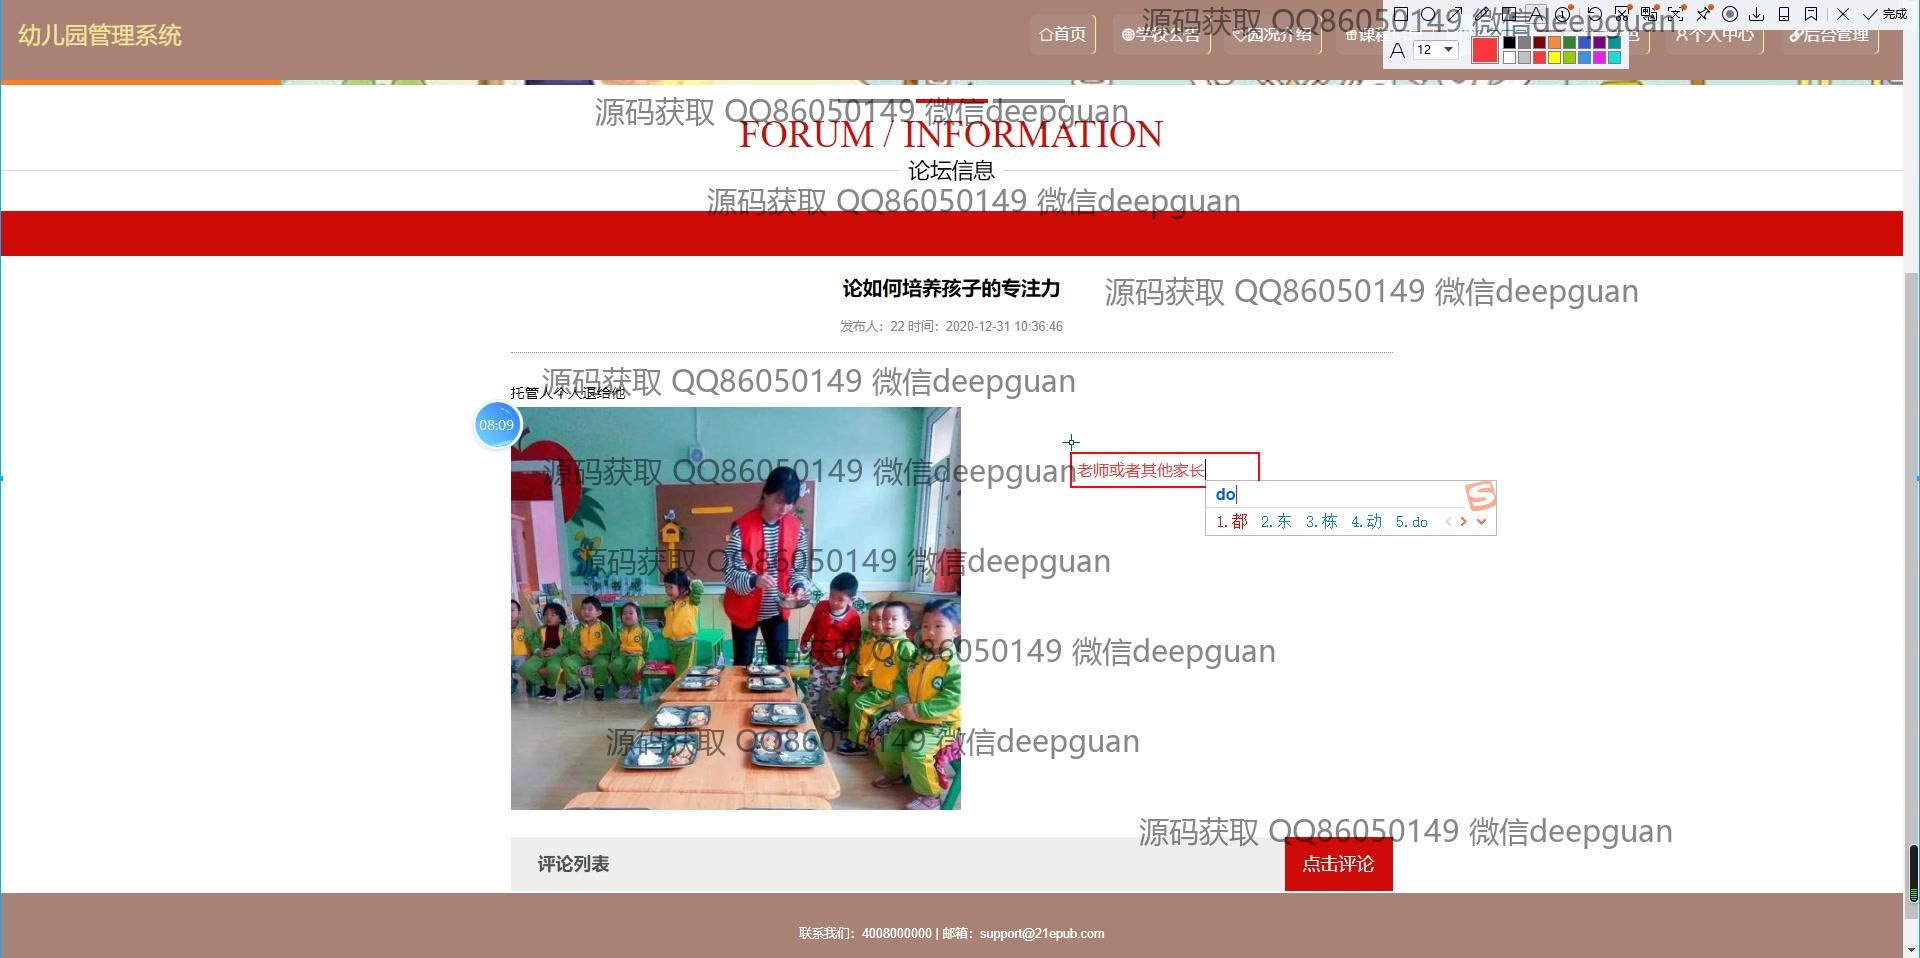 幼儿园管理系统
首页
学校公告
园况介绍
个人中心
后台管理
源码获取 QQ86050149 微信deepguan
完成
12
源码获取 QQ86050149 微信deepguan
FORUM / INFORMATION
论坛信息
源码获取 QQ86050149 微信deepguan
论如何培养孩子的专注力
源码获取 QQ86050149 微信deepguan
发布人：22 时间：2020-12-31 10:36:46
源码获取 QQ86050149 微信deepguan
托管人个人退给他
08:09
源码获取 QQ86050149 微信deepguan
老师或者其他家长
do
1.都 2.东 3.栋 4.动 5.do
源码获取 QQ86050149 微信deepguan
源码获取 QQ86050149 微信deepguan
源码获取 QQ86050149 微信deepguan
源码获取 QQ86050149 微信deepguan
评论列表
点击评论
联系我们：4008000000 | 邮箱：support@21epub.com